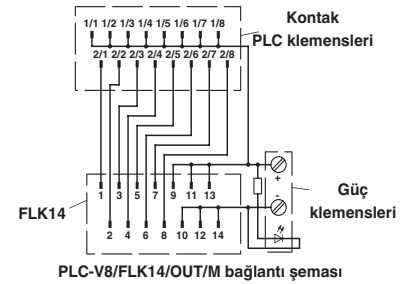 Kontak
PLC klemensleri
1/1 1/2 1/3 1/4 1/5 1/6 1/7 1/8
2/1 2/2 2/3 2/4 2/5 2/6 2/7 2/8
FLK14
1 3 5 7 9 11 13
2 4 6 8 10 12 14
+
-
Güç
klemensleri
PLC-V8/FLK14/OUT/M bağlantı şeması